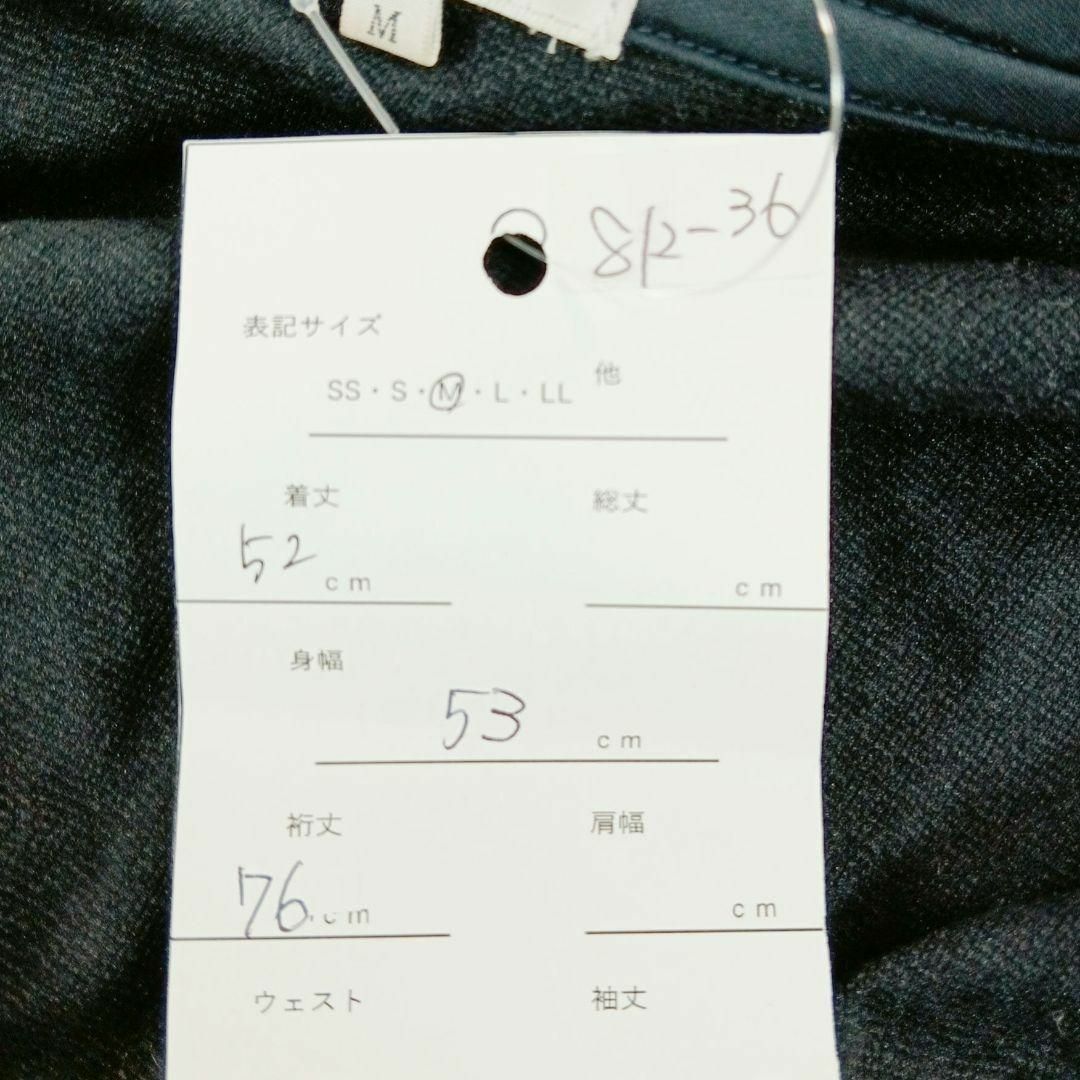 M
812-36
表記サイズ
SS・S・M・L・LL 他
着丈 総丈
52 cm cm
身幅
53 cm
裄丈 肩幅
76 cm cm
ウェスト 袖丈